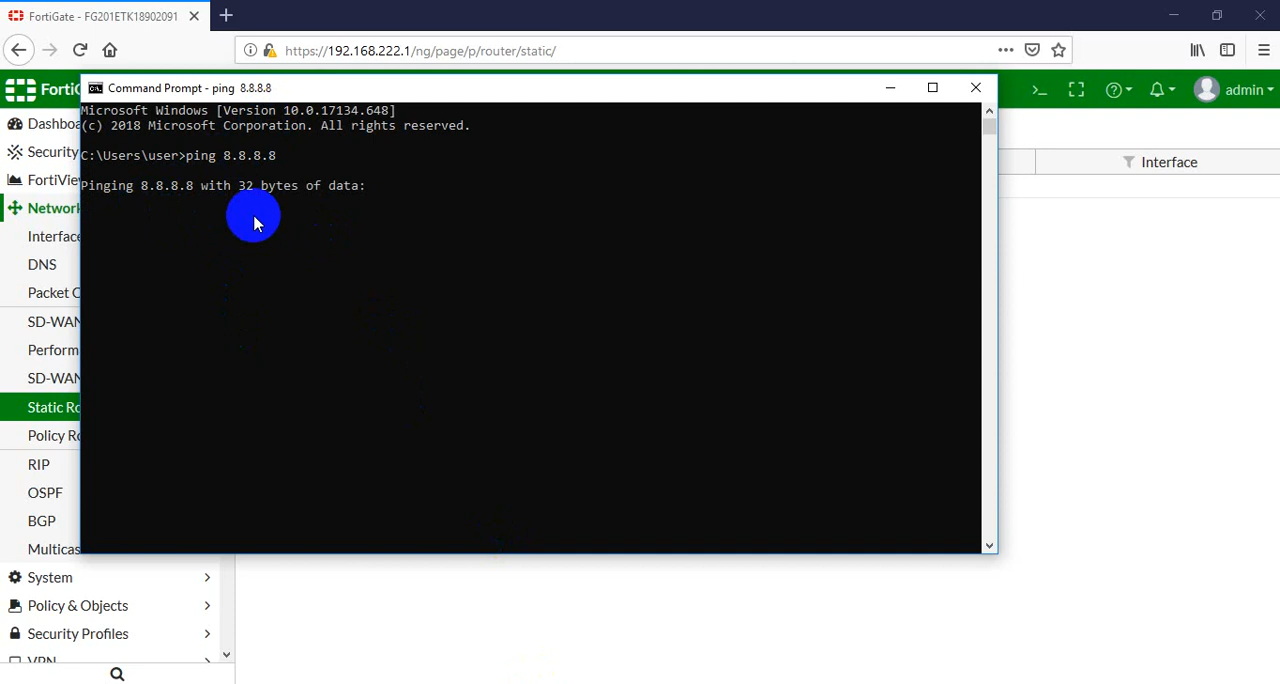 FortiGate - FG201ETK18902091
https://192.168.222.1/ng/page/p/router/static/
Command Prompt - ping 8.8.8.8
admin
Microsoft Windows [Version 10.0.17134.648]
(c) 2018 Microsoft Corporation. All rights reserved.
C:\Users\user>ping 8.8.8.8
Pinging 8.8.8.8 with 32 bytes of data:
Interface
Security
Network
Interface
DNS
Packet C
SD-WAN
Perform
SD-WAN
Static Ro
Policy Ro
RIP
OSPF
BGP
Multicas
System
Policy & Objects
Security Profiles
VPN